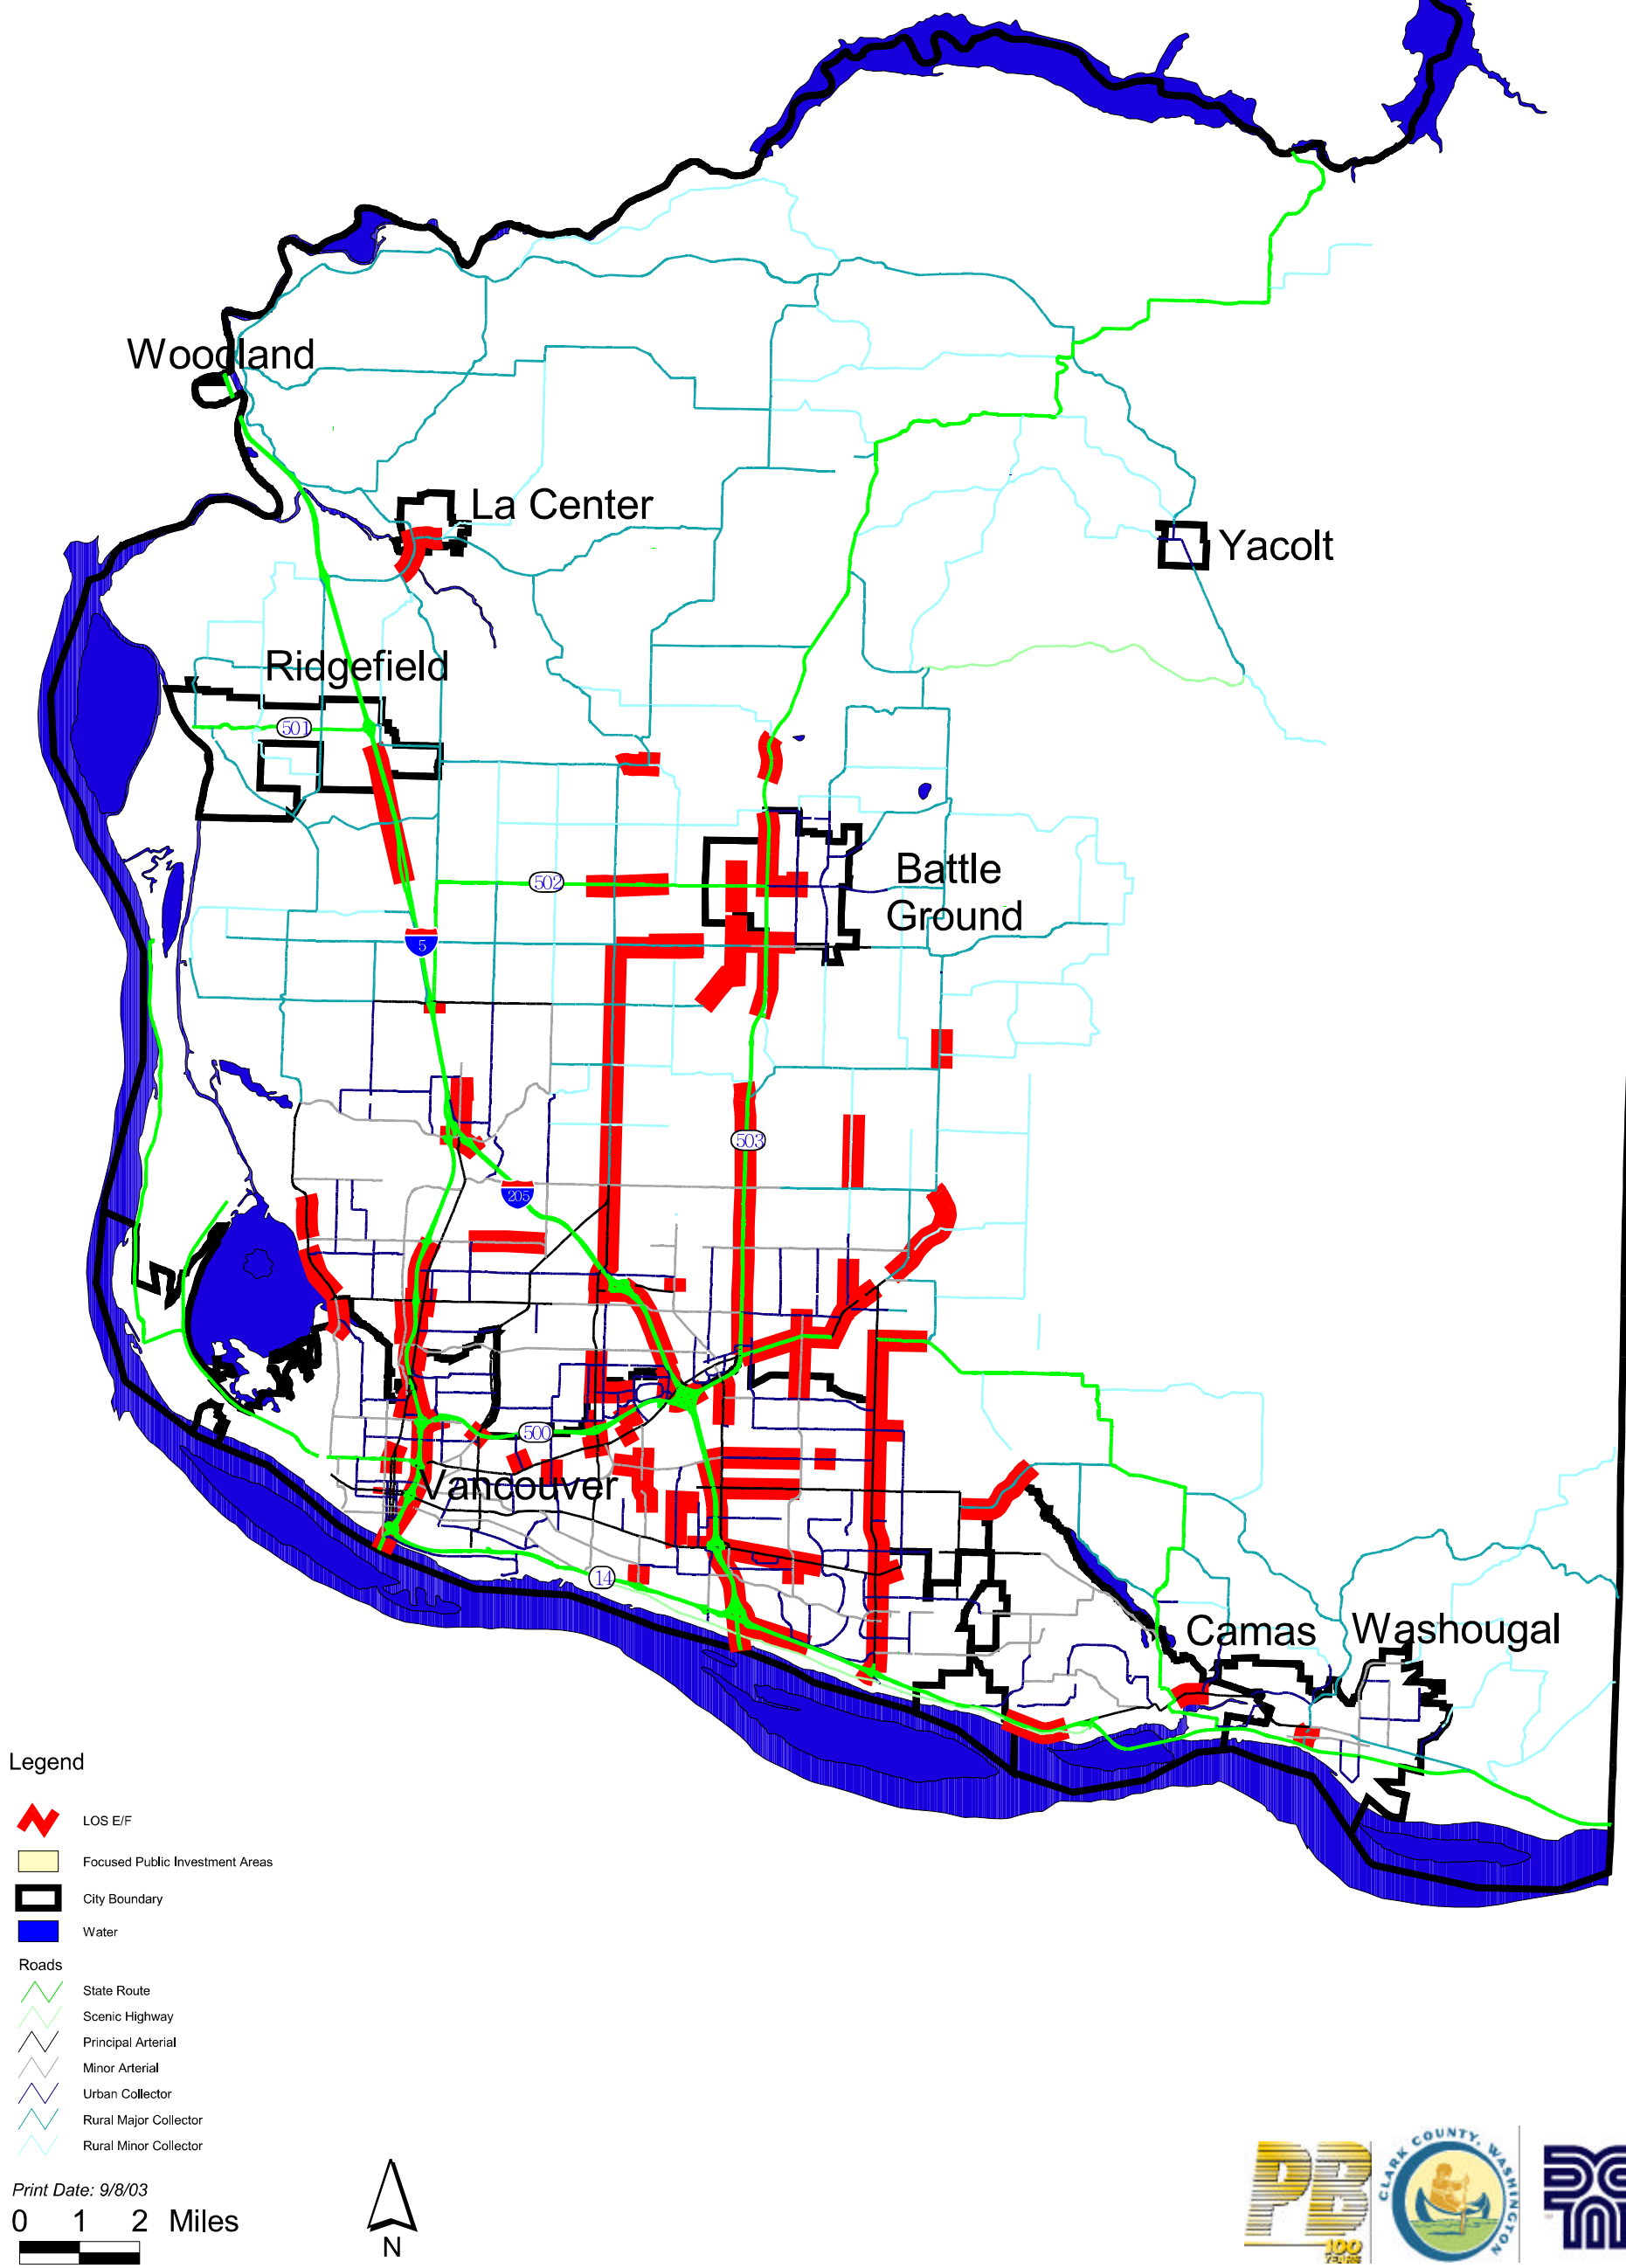 Woodland
La Center
Yacolt
Ridgefield
501
Battle
Ground
502
5
503
205
500
Vancouver
14
Camas
Washougal
Legend
LOS E/F
Focused Public Investment Areas
City Boundary
Water
Roads
State Route
Scenic Highway
Principal Arterial
Minor Arterial
Urban Collector
Rural Major Collector
Rural Minor Collector
Print Date: 9/8/03
0 1 2 Miles
N
PB
100
YEARS
CLARK COUNTY, WASHINGTON